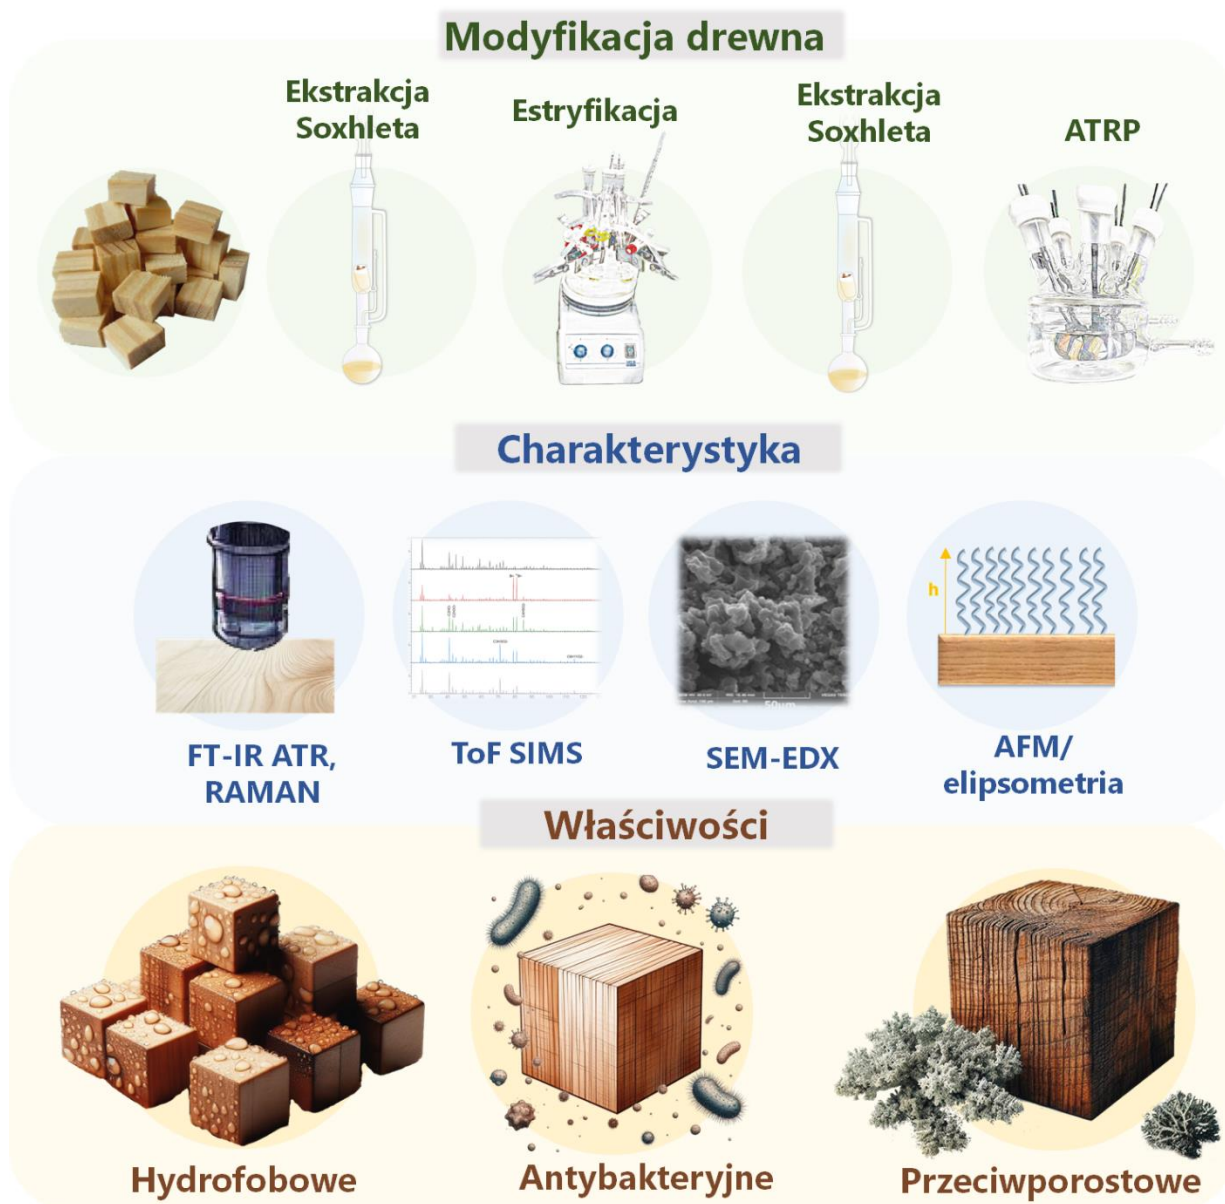 Modyfikacja drewna
Ekstrakcja
Soxhleta
Estryfikacja
Ekstrakcja
Soxhleta
ATRP
Charakterystyka
h
50μm
FT-IR ATR,
RAMAN
ToF SIMS
SEM-EDX
AFM/
elipsometria
Właściwości
Hydrofobowe
Antybakteryjne
Przeciwporostowe